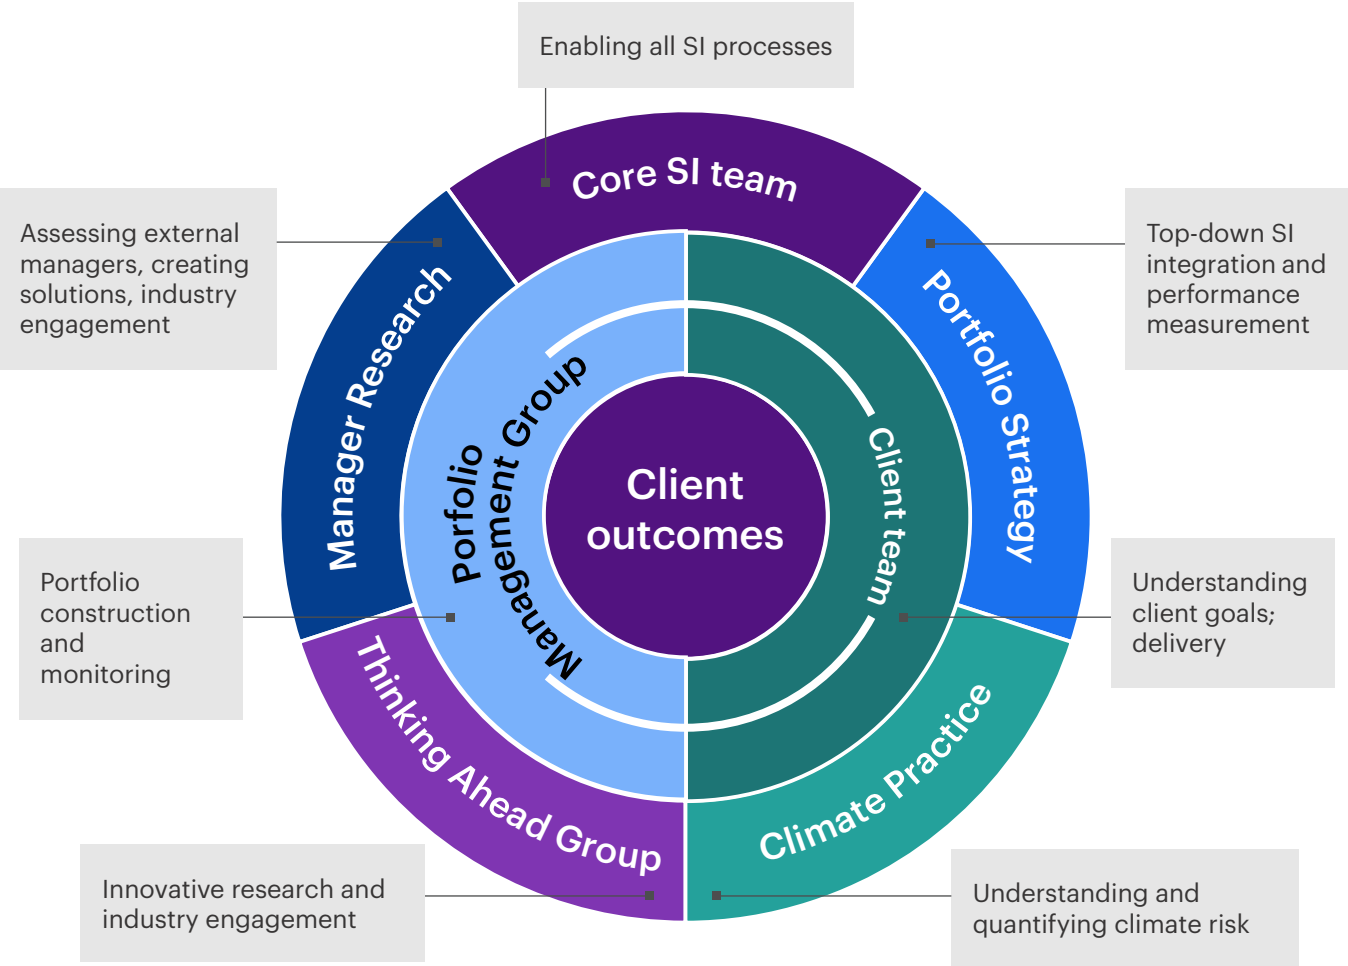 Enabling all SI processes
Core SI team
Assessing external
managers, creating
solutions, industry
engagement
Manager Research
Top-down SI
integration and
performance
measurement
Portfolio Strategy
Porfolio
Management Group
Client
outcomes
Client team
Portfolio
construction
and
monitoring
Understanding
client goals;
delivery
Thinking Ahead Group
Climate Practice
Innovative research and
industry engagement
Understanding and
quantifying climate risk